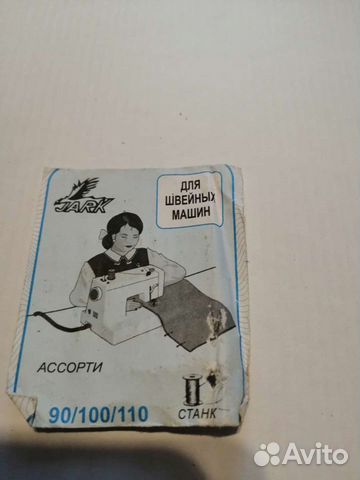 JARK
ДЛЯ
ШВЕЙНЫХ
МАШИН
АССОРТИ
90/100/110
СТАНК
Avito